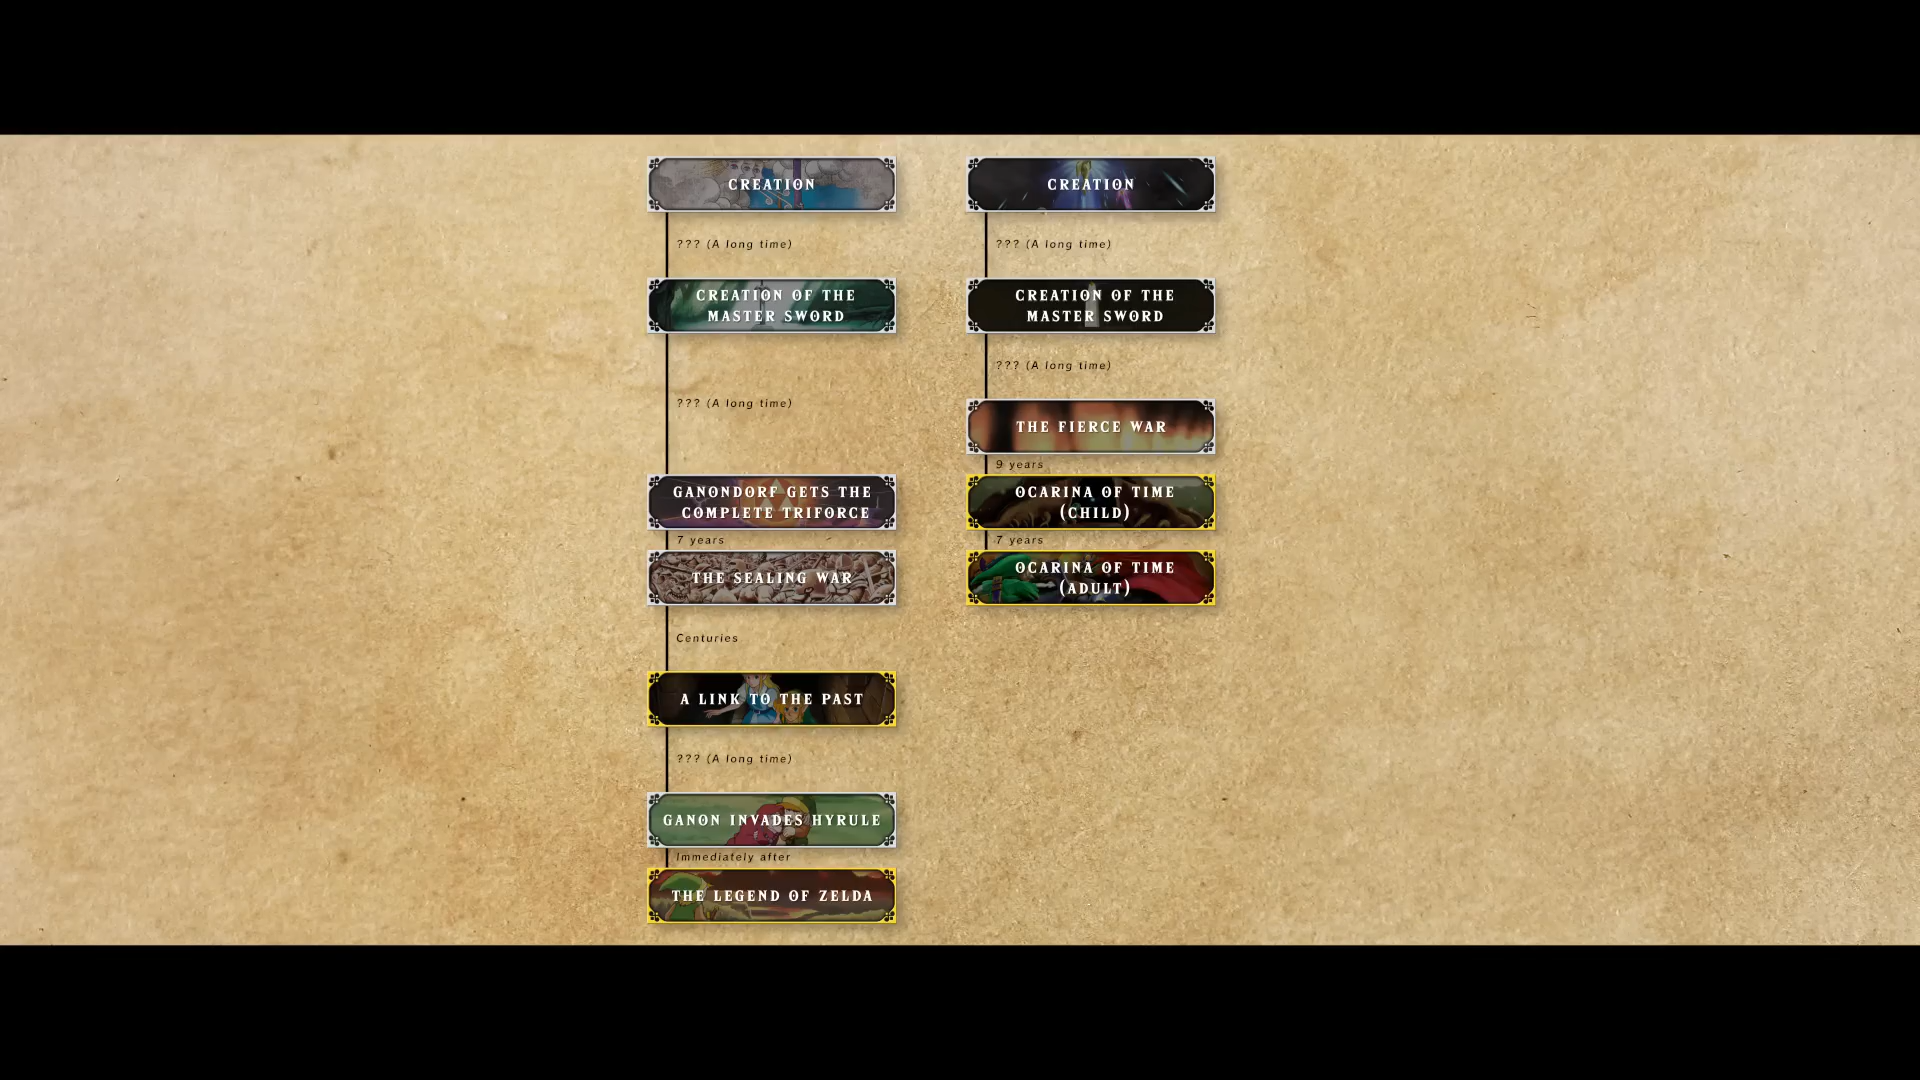 CREATION
??? (A long time)
CREATION OF THE
MASTER SWORD
??? (A long time)
GANONDORF GETS THE
COMPLETE TRIFORCE
7 years
THE SEALING WAR
Centuries
A LINK TO THE PAST
??? (A long time)
GANON INVADES HYRULE
Immediately after
THE LEGEND OF ZELDA
CREATION
??? (A long time)
CREATION OF THE
MASTER SWORD
??? (A long time)
THE FIERCE WAR
9 years
OCARINA OF TIME
(CHILD)
7 years
OCARINA OF TIME
(ADULT)